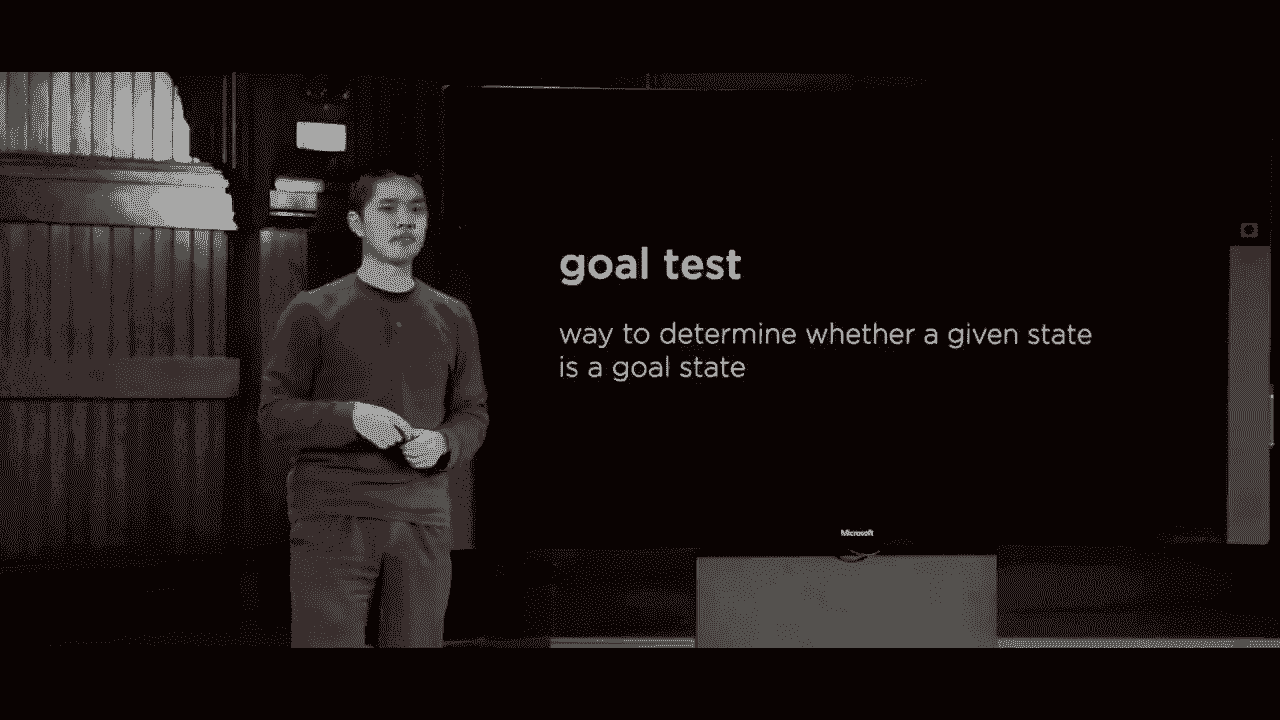 goal test
way to determine whether a given state
is a goal state
Microsoft